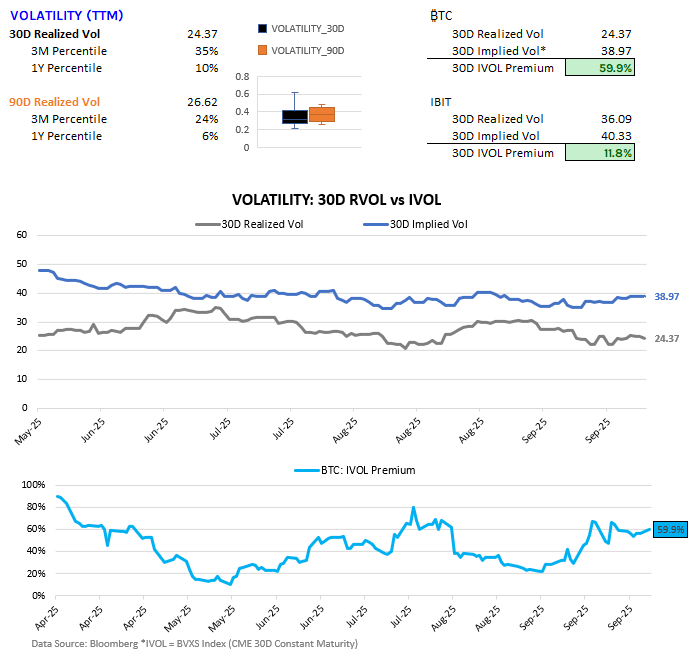 VOLATILITY (TTM)
30D Realized Vol 24.37
3M Percentile 35%
1Y Percentile 10%
90D Realized Vol 26.62
3M Percentile 24%
1Y Percentile 6%
VOLATILITY_30D
VOLATILITY_90D
0.8
0.6
0.4
0.2
0
₿TC
30D Realized Vol 24.37
30D Implied Vol* 38.97
30D IVOL Premium 59.9%
IBIT
30D Realized Vol 36.09
30D Implied Vol 40.33
30D IVOL Premium 11.8%
VOLATILITY: 30D RVOL vs IVOL
30D Realized Vol 30D Implied Vol
60
50
40
30
20
10
0
38.97
24.37
May-25 Jun-25 Jun-25 Jul-25 Jul-25 Aug-25 Aug-25 Aug-25 Sep-25 Sep-25
BTC: IVOL Premium
100%
80%
60%
40%
20%
0%
59.9%
Apr-25 Apr-25 Apr-25 May-25 May-25 Jun-25 Jun-25 Jul-25 Jul-25 Aug-25 Aug-25 Sep-25 Sep-25 Sep-25
Data Source: Bloomberg *IVOL = BVXS Index (CME 30D Constant Maturity)